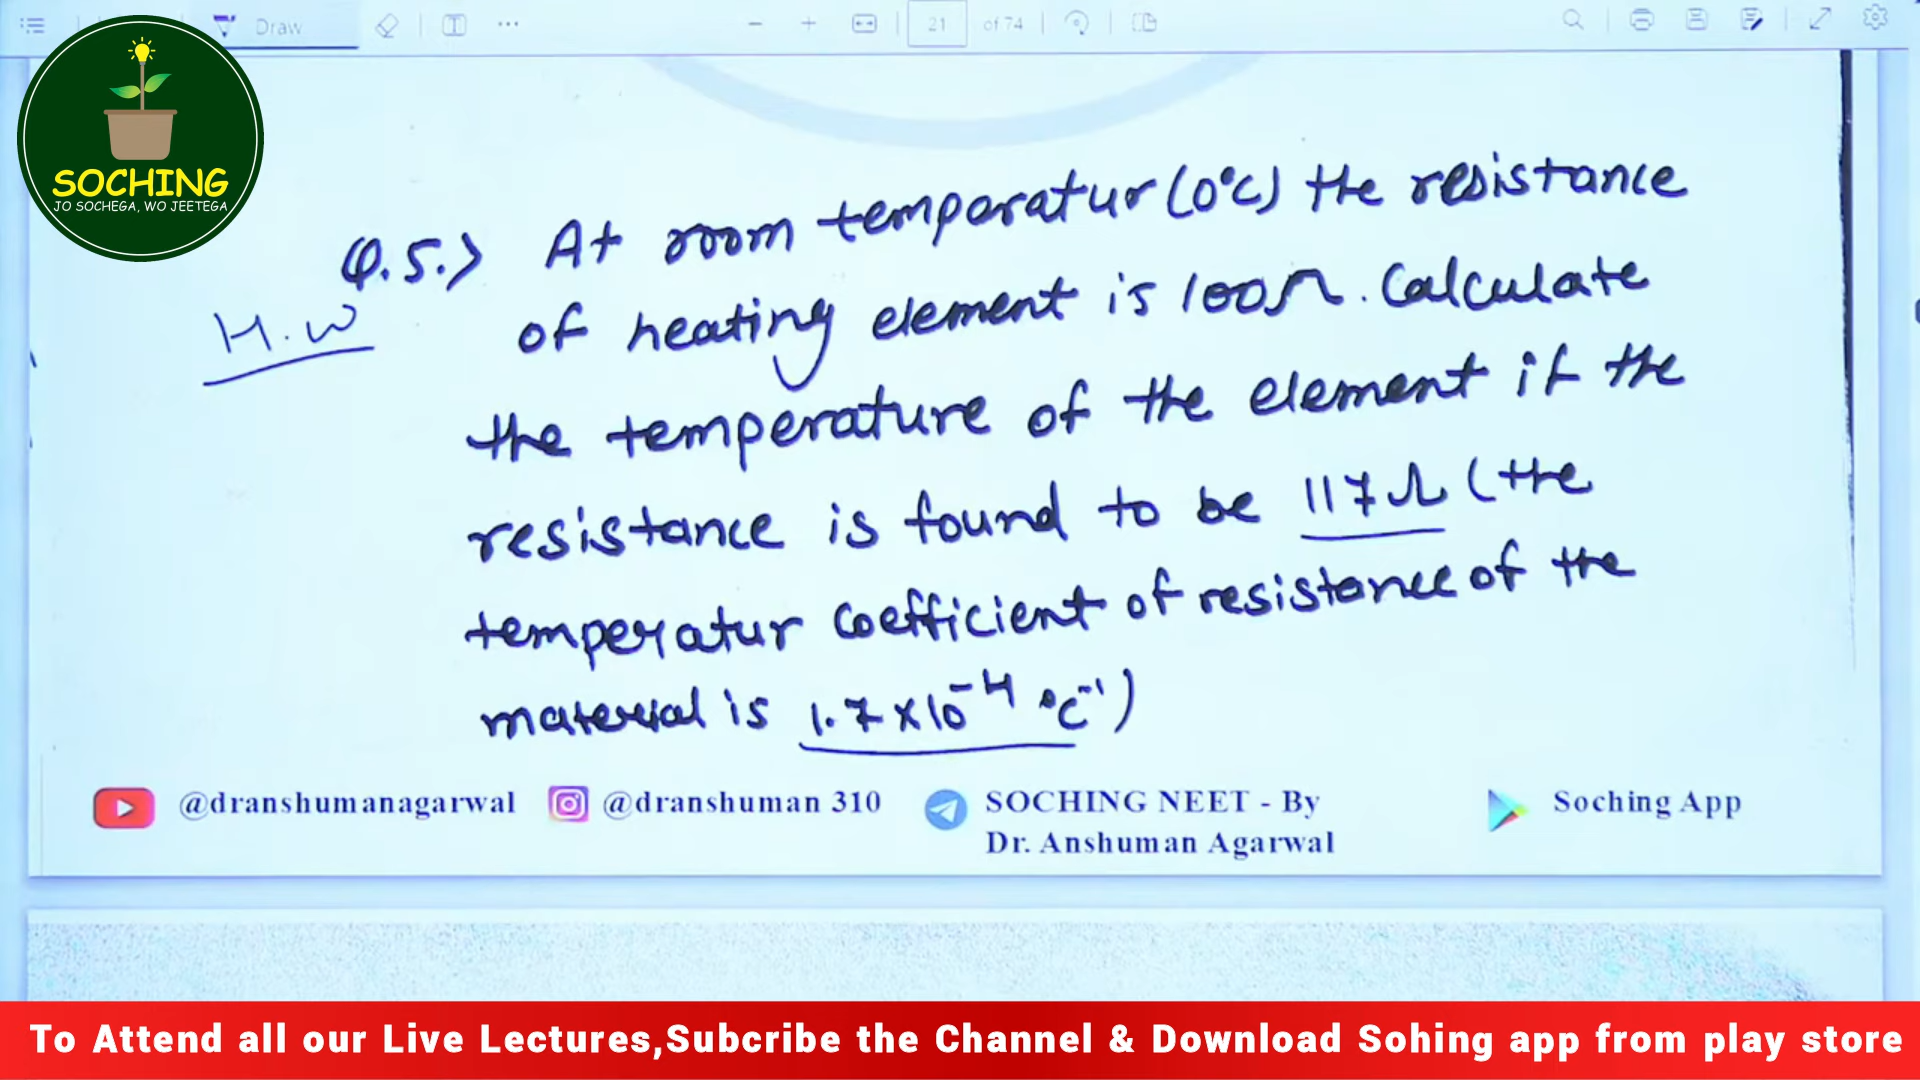 Draw
21 of 74
SOCHING
JO SOCHEGA, WO JEETEGA
Q.5.> At room temperatur (0°C) the resistance
H.W
of heating element is 100Ω. Calculate
the temperature of the element if the
resistance is found to be 117Ω (the
temperatur coefficient of resistance of the
material is 1.7×10⁻⁴ °C⁻¹)
@dranshumanagarwal
@dranshuman 310
SOCHING NEET - By
Dr. Anshuman Agarwal
Soching App
To Attend all our Live Lectures,Subcribe the Channel & Download Sohing app from play store